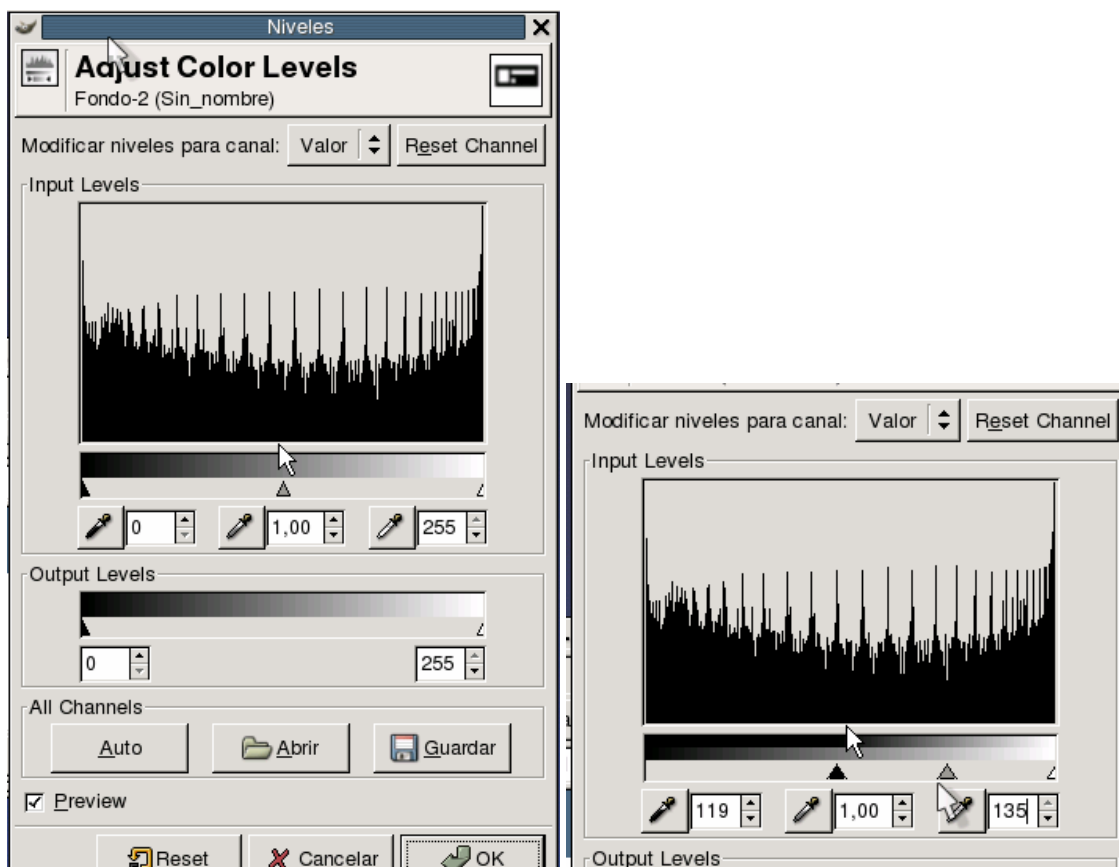 Niveles
Adjust Color Levels
Fondo-2 (Sin_nombre)
Modificar niveles para canal: Valor Reset Channel
Input Levels
0 1,00 255
Output Levels
0 255
All Channels
Auto Abrir Guardar
Preview
Reset Cancelar OK
Modificar niveles para canal: Valor Reset Channel
Input Levels
119 1,00 135
Output Levels